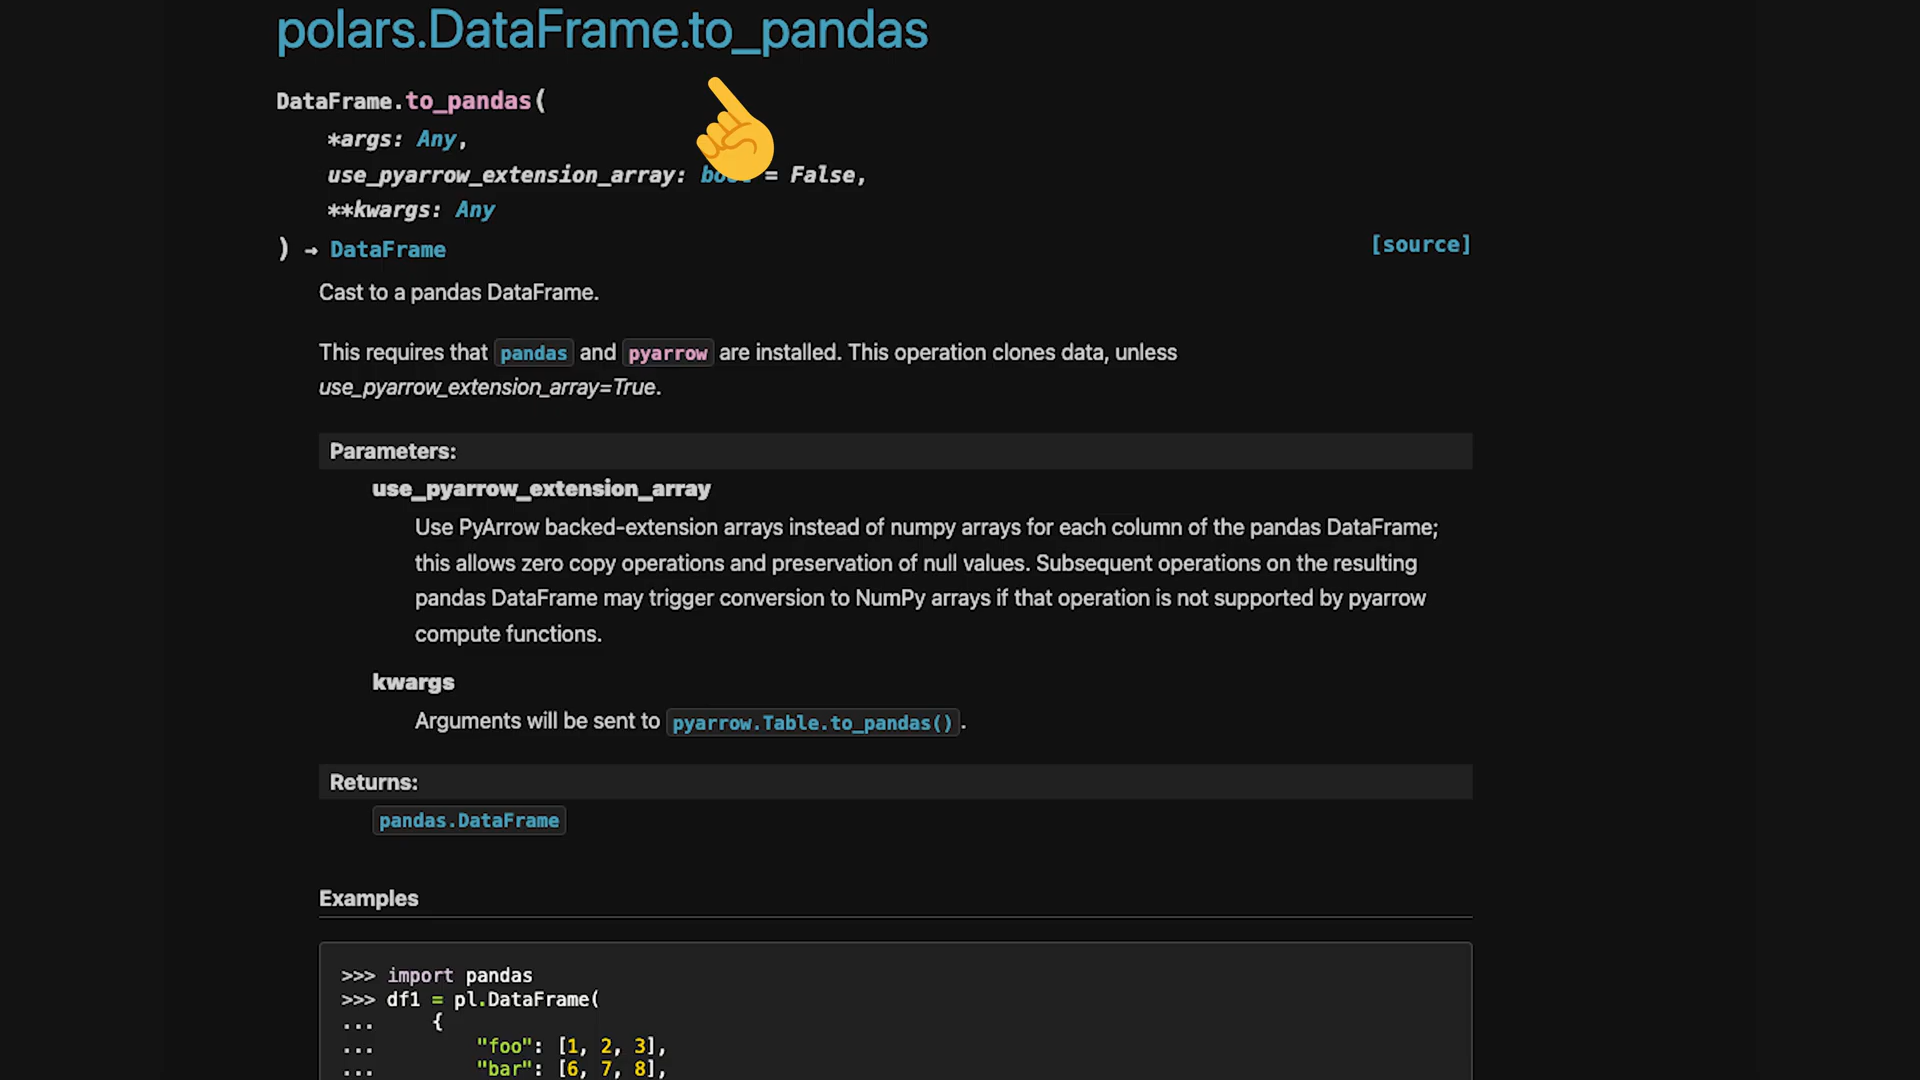 polars.DataFrame.to_pandas
DataFrame.to_pandas(
*args: Any,
use_pyarrow_extension_array: bool = False,
**kwargs: Any
) → DataFrame
[source]
Cast to a pandas DataFrame.
This requires that pandas and pyarrow are installed. This operation clones data, unless
use_pyarrow_extension_array=True.
Parameters:
use_pyarrow_extension_array
Use PyArrow backed-extension arrays instead of numpy arrays for each column of the pandas DataFrame;
this allows zero copy operations and preservation of null values. Subsequent operations on the resulting
pandas DataFrame may trigger conversion to NumPy arrays if that operation is not supported by pyarrow
compute functions.
kwargs
Arguments will be sent to pyarrow.Table.to_pandas().
Returns:
pandas.DataFrame
Examples
>>> import pandas
>>> df1 = pl.DataFrame(
... {
... "foo": [1, 2, 3],
... "bar": [6, 7, 8],